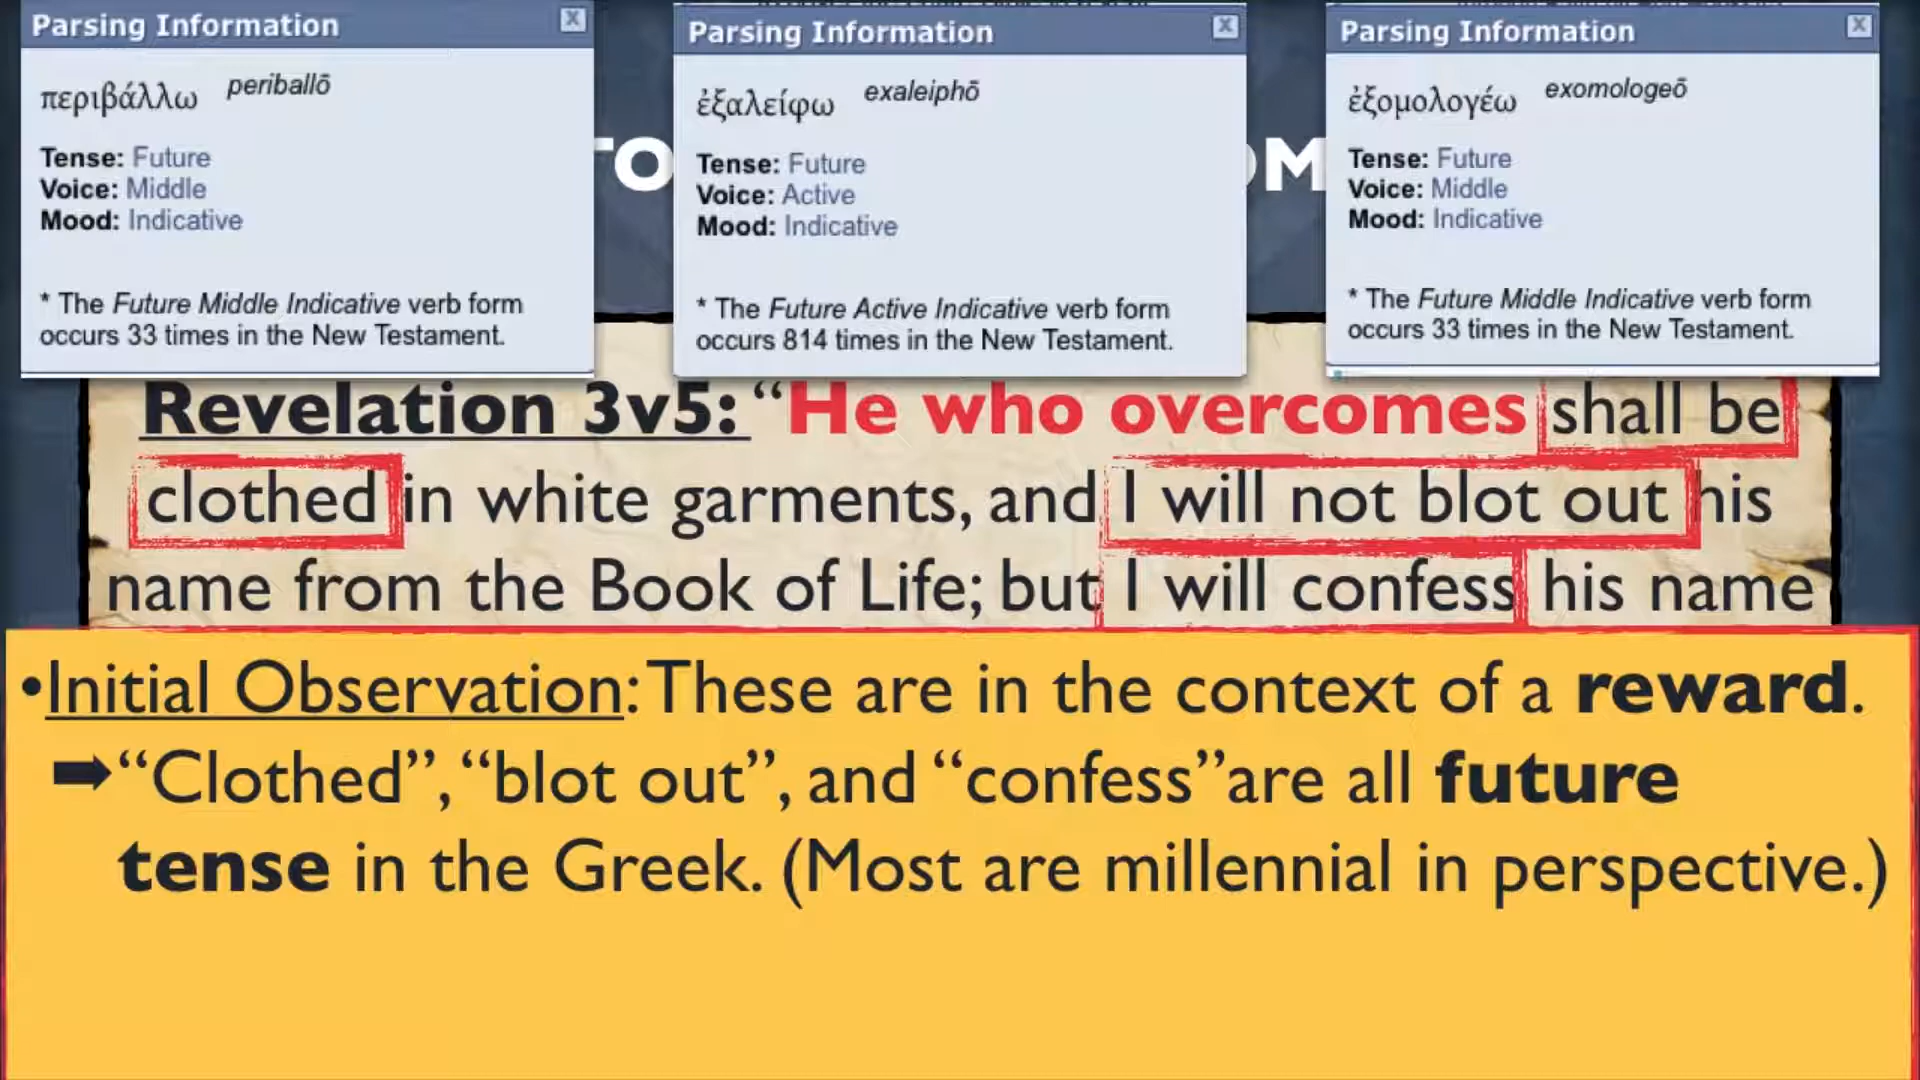 Parsing Information
περιβάλλω periballō
Tense: Future
Voice: Middle
Mood: Indicative
* The Future Middle Indicative verb form
occurs 33 times in the New Testament.
Parsing Information
ἐξαλείφω exaleiphō
Tense: Future
Voice: Active
Mood: Indicative
* The Future Active Indicative verb form
occurs 814 times in the New Testament.
Parsing Information
ἐξομολογέω exomologeō
Tense: Future
Voice: Middle
Mood: Indicative
* The Future Middle Indicative verb form
occurs 33 times in the New Testament.
Revelation 3v5: “He who overcomes shall be
clothed in white garments, and I will not blot out his
name from the Book of Life; but I will confess his name
•Initial Observation: These are in the context of a reward.
➡“Clothed”, “blot out”, and “confess”are all future
tense in the Greek. (Most are millennial in perspective.)